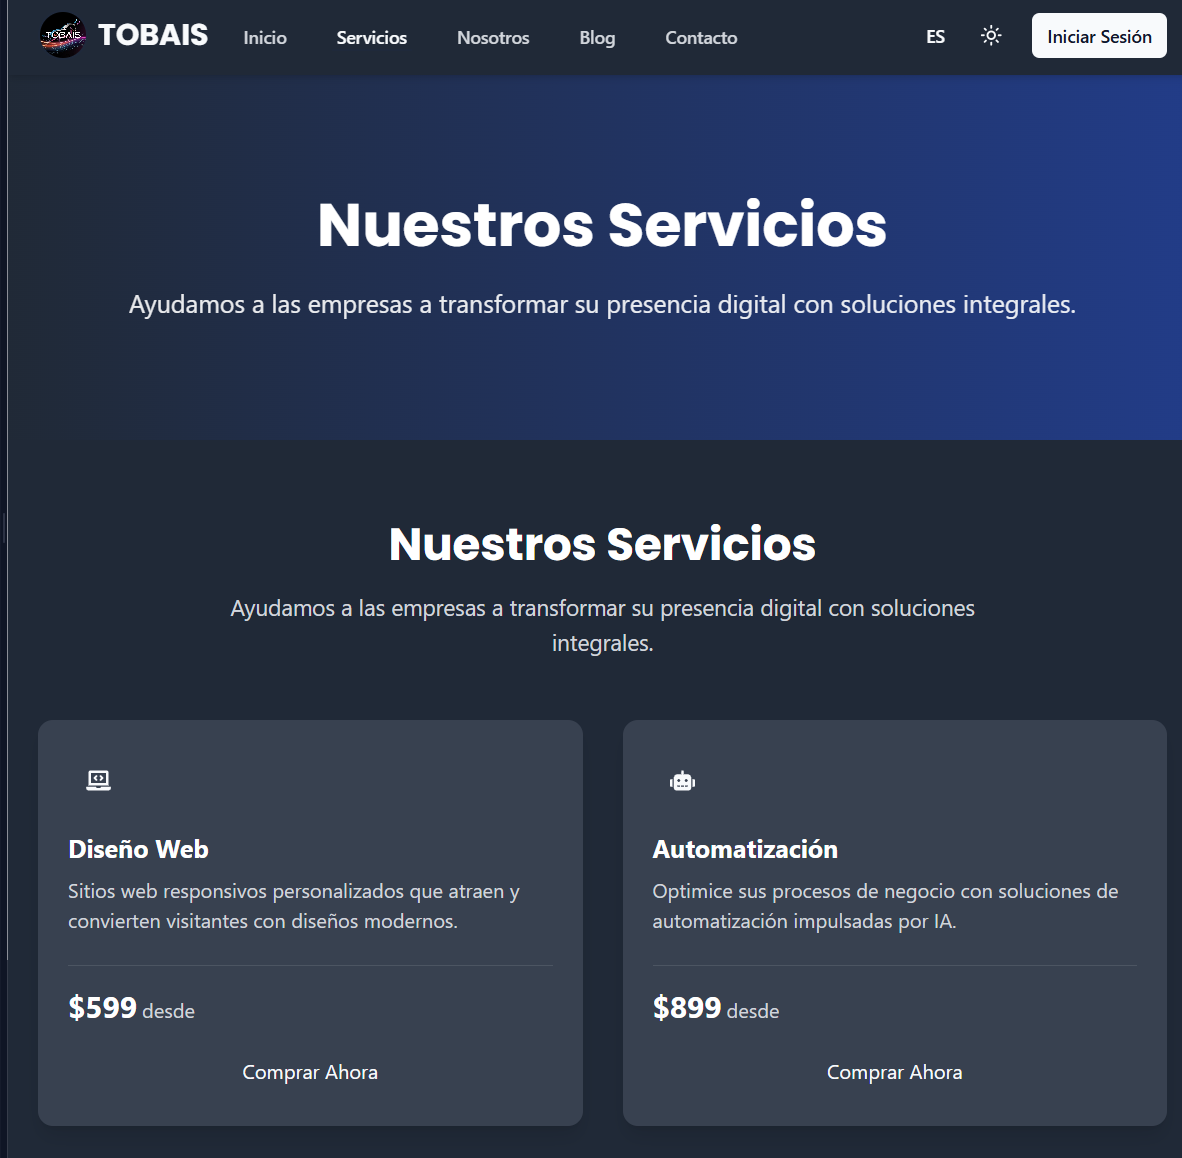 TOBAIS
TOBAIS
Inicio
Servicios
Nosotros
Blog
Contacto
ES
Iniciar Sesión
Nuestros Servicios
Ayudamos a las empresas a transformar su presencia digital con soluciones integrales.
Nuestros Servicios
Ayudamos a las empresas a transformar su presencia digital con soluciones
integrales.
Diseño Web
Sitios web responsivos personalizados que atraen y
convierten visitantes con diseños modernos.
$599 desde
Comprar Ahora
Automatización
Optimice sus procesos de negocio con soluciones de
automatización impulsadas por IA.
$899 desde
Comprar Ahora